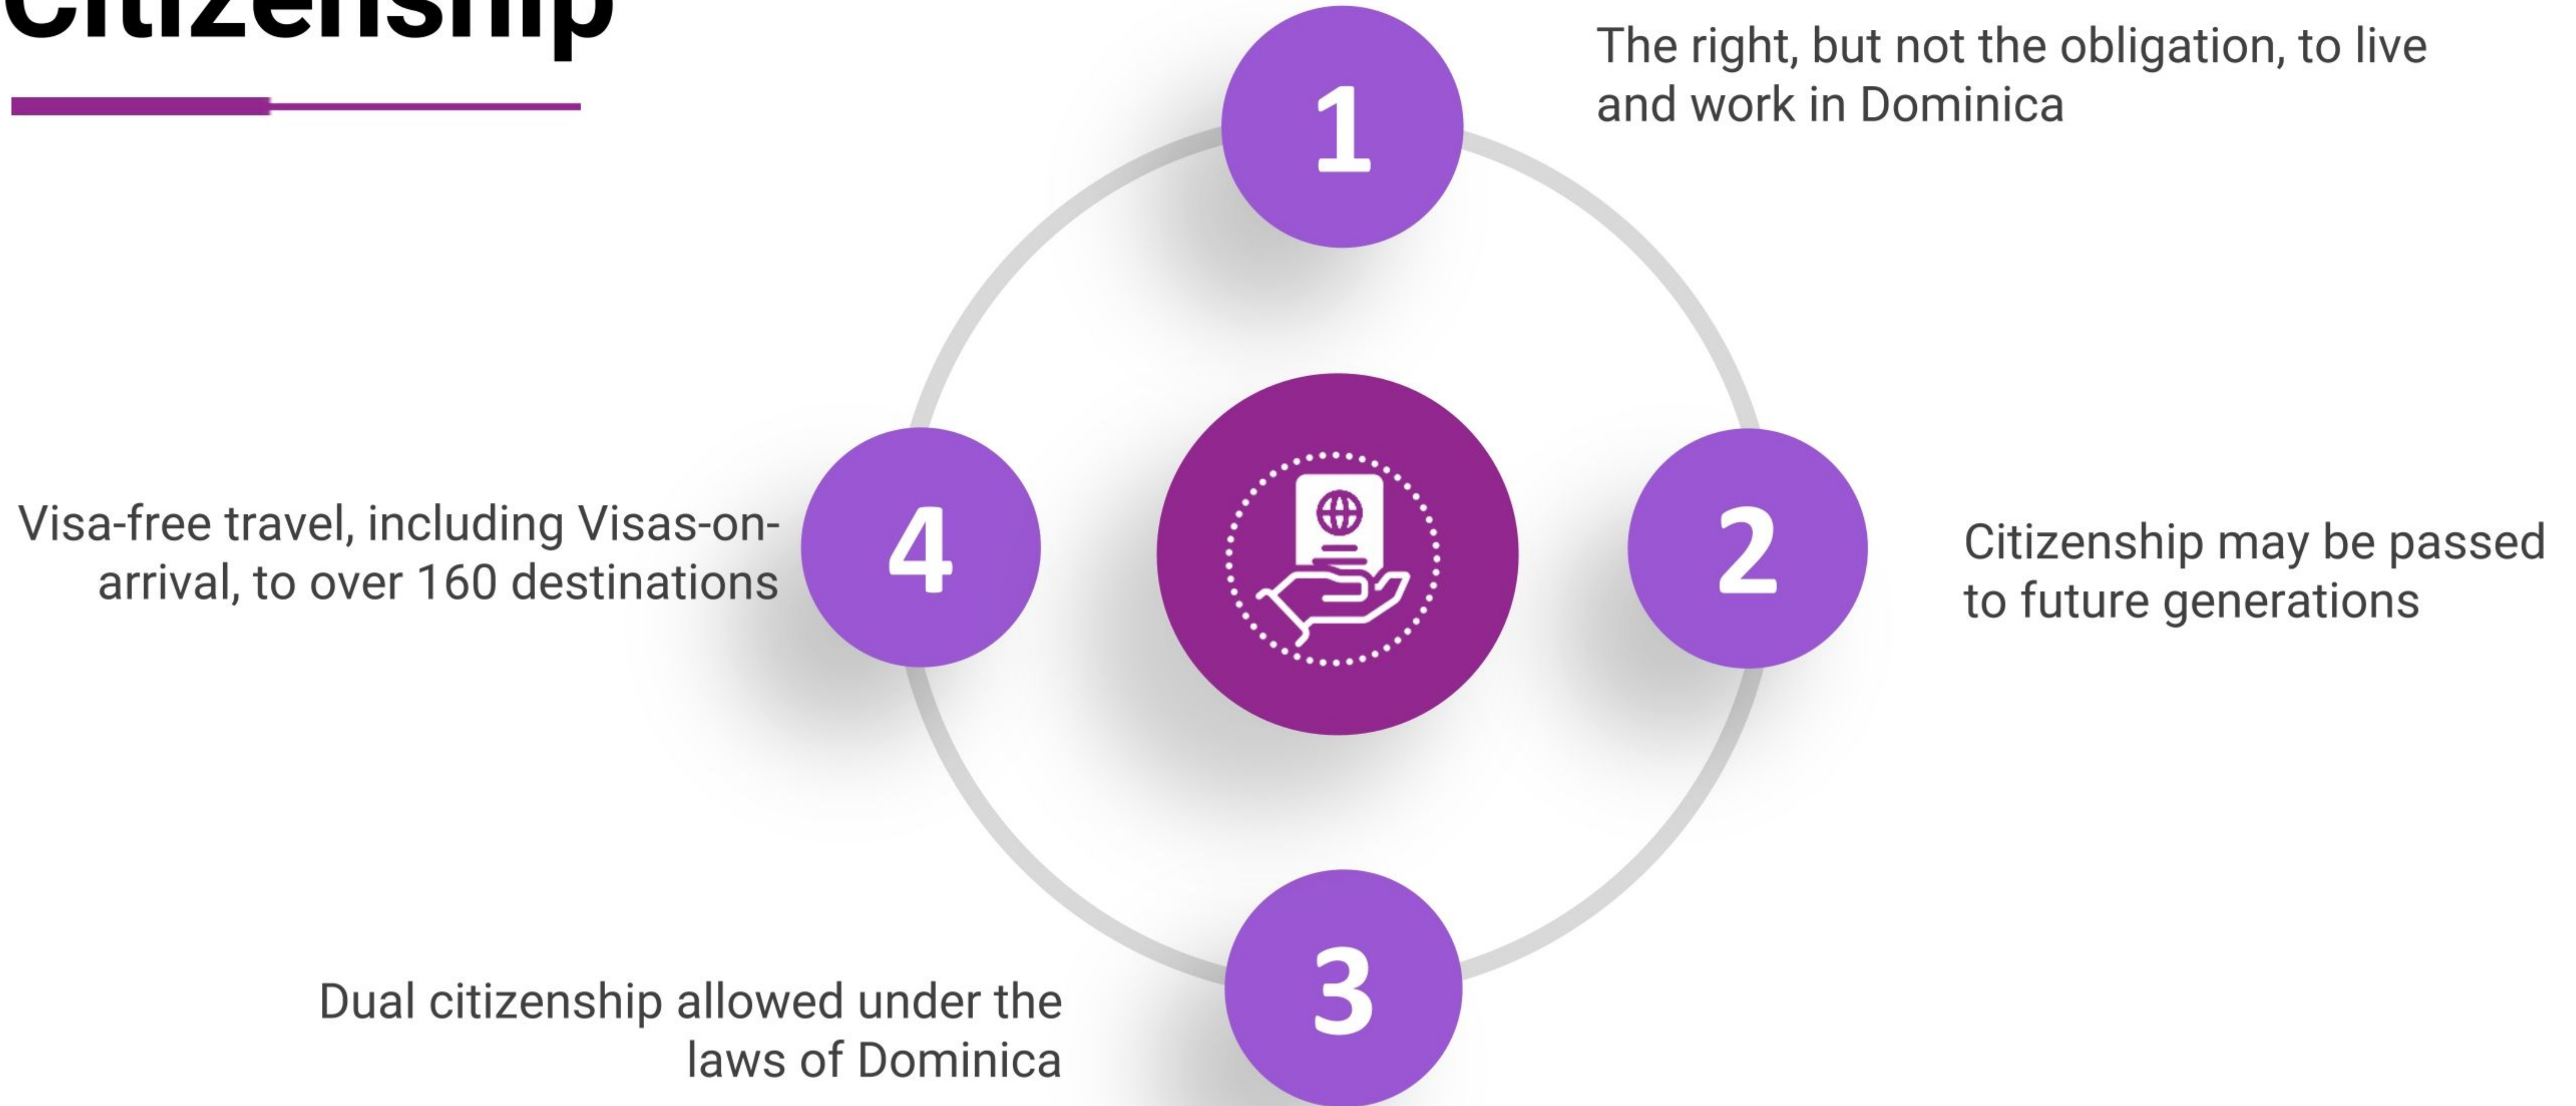 Citizenship
1
The right, but not the obligation, to live
and work in Dominica
2
Citizenship may be passed
to future generations
3
Dual citizenship allowed under the
laws of Dominica
4
Visa-free travel, including Visas-on-
arrival, to over 160 destinations